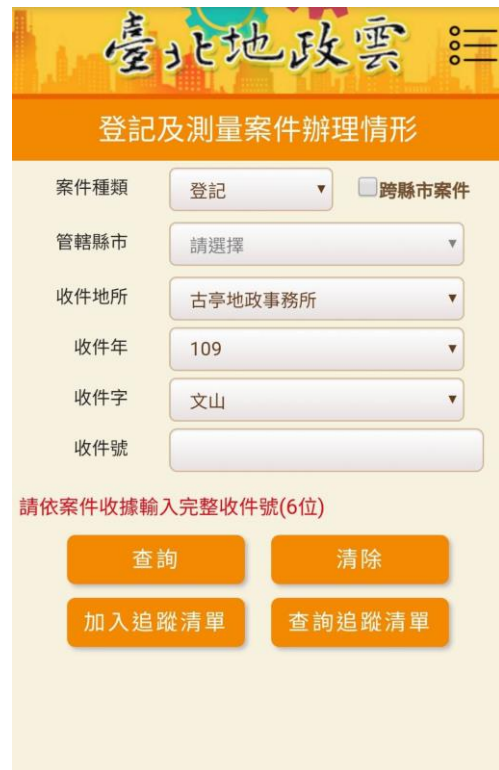 臺北地政雲
登記及測量案件辦理情形
案件種類 登記 跨縣市案件
管轄縣市 請選擇
收件地所 古亭地政事務所
收件年 109
收件字 文山
收件號
請依案件收據輸入完整收件號(6位)
查詢 清除
加入追蹤清單 查詢追蹤清單